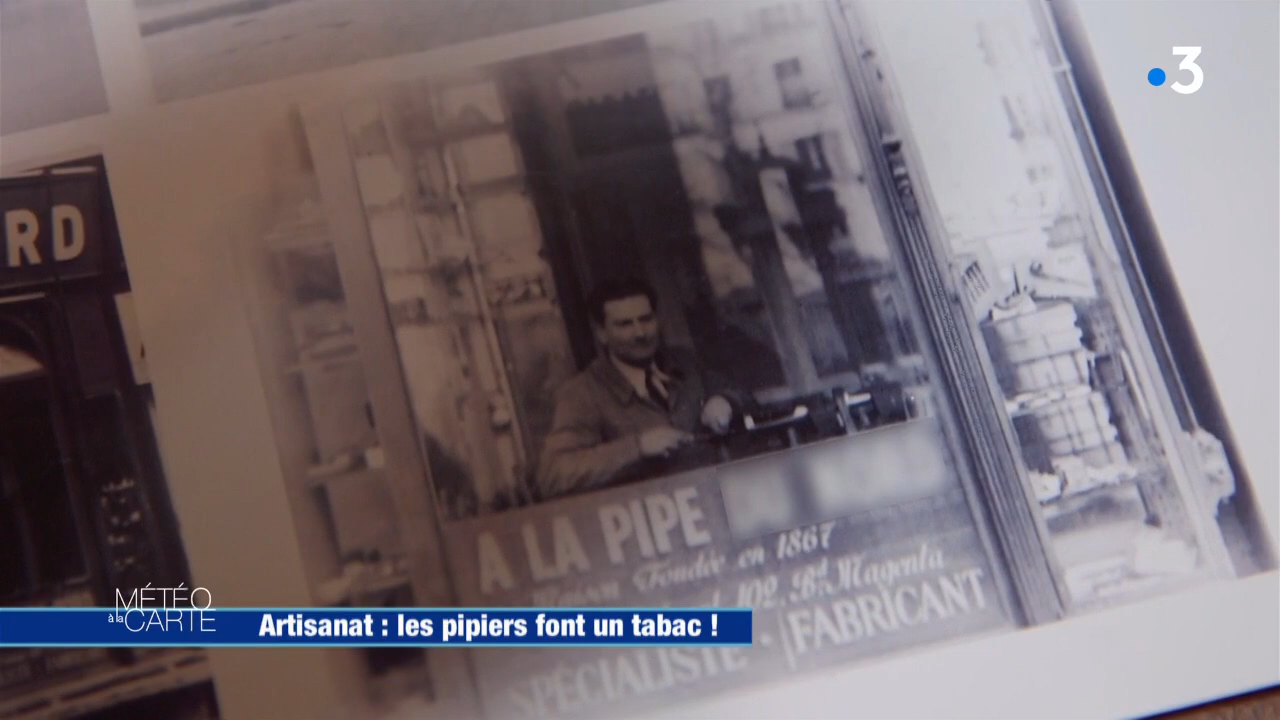 3
RD
A LA PIPE
Fondée en 1867
102, Bd Magenta
SPÉCIALISTE - FABRICANT
MÉTÉO
à la CARTE
Artisanat : les pipiers font un tabac !